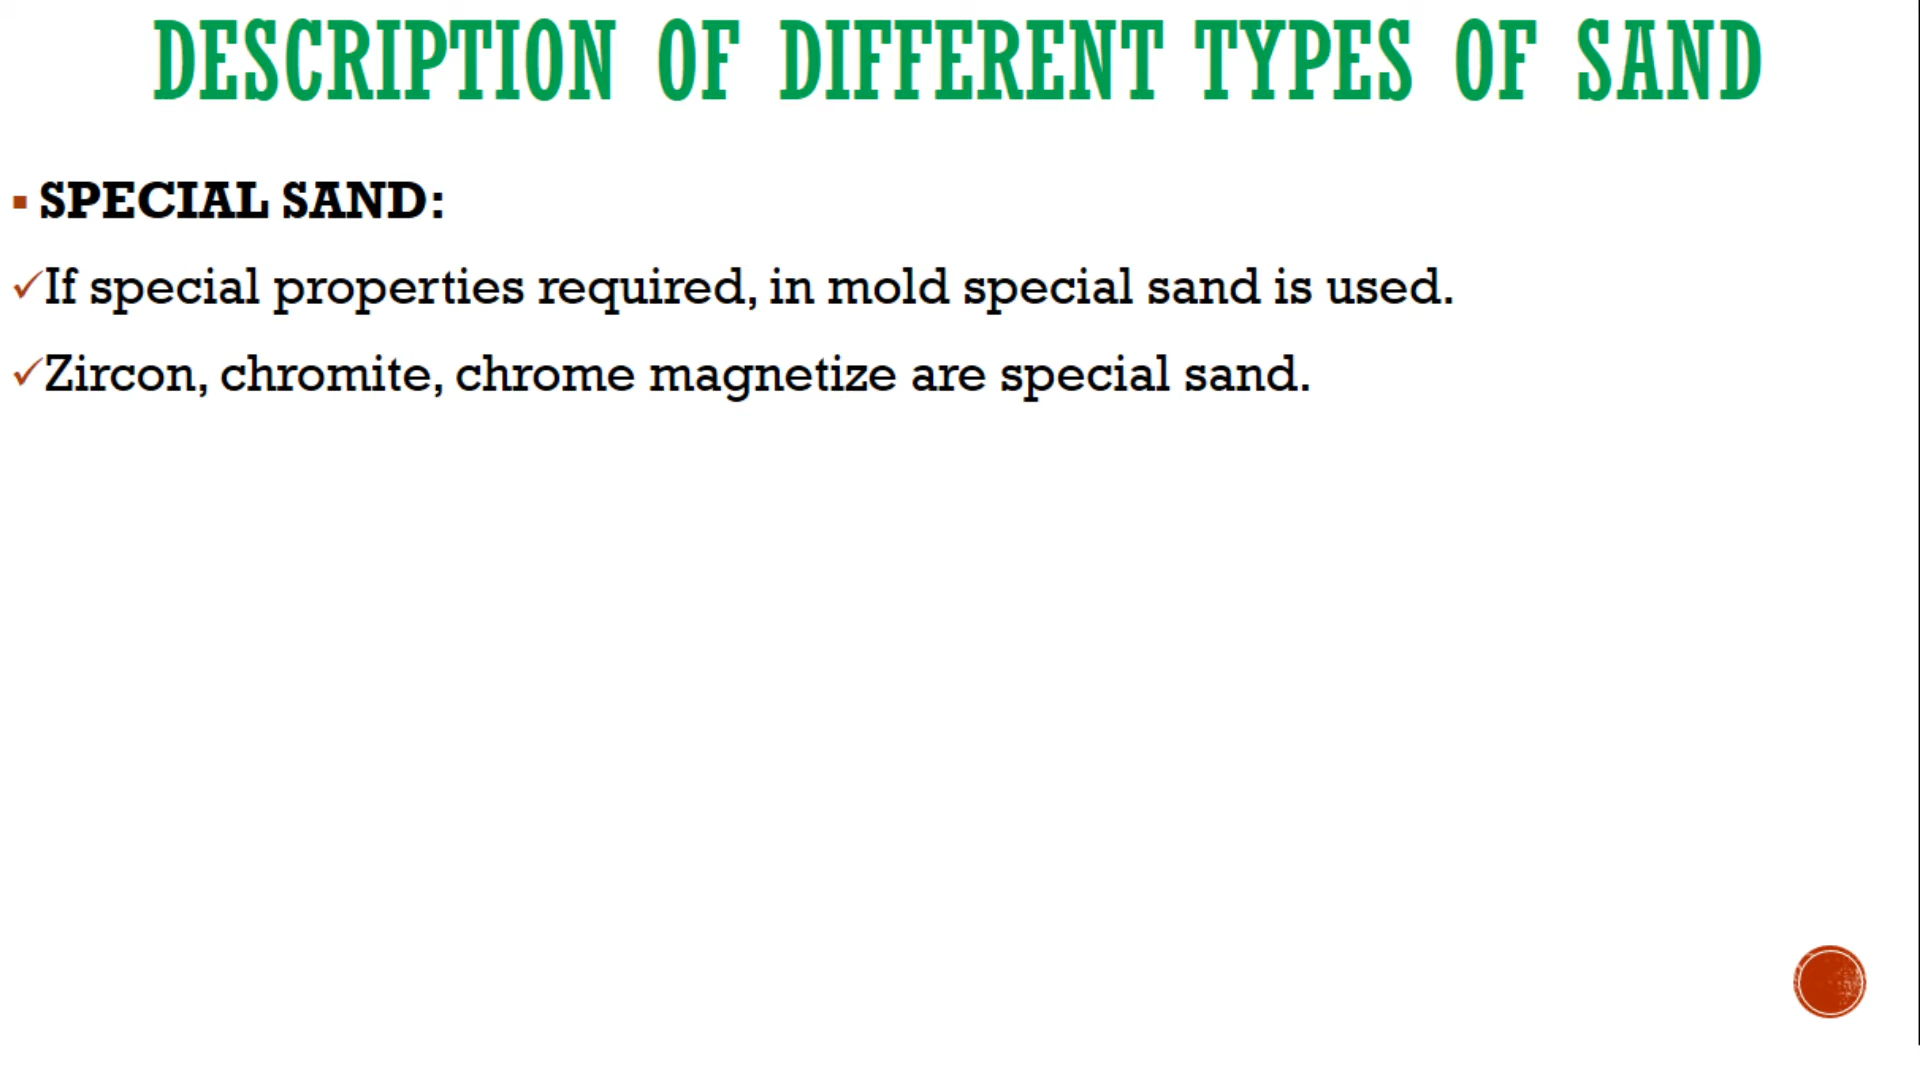 DESCRIPTION OF DIFFERENT TYPES OF SAND
▪ SPECIAL SAND:
✓If special properties required, in mold special sand is used.
✓Zircon, chromite, chrome magnetize are special sand.